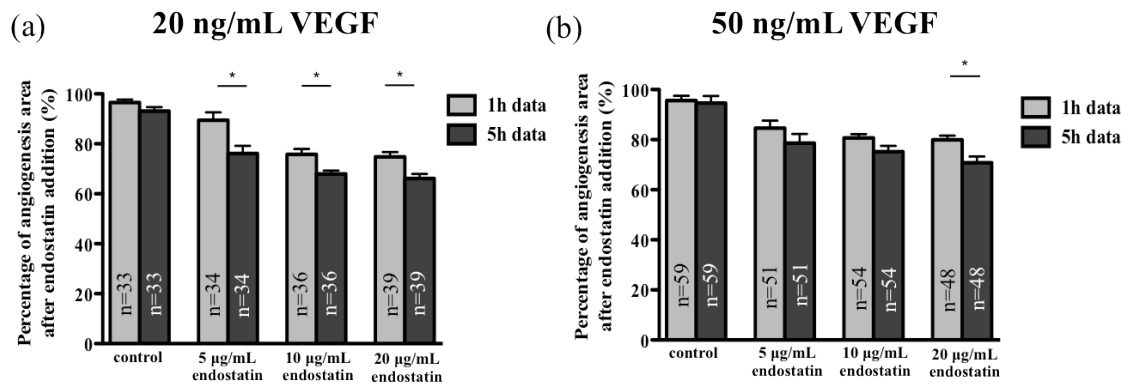 (a)
20 ng/mL VEGF
Percentage of angiogenesis area
after endostatin addition (%)
100
80
60
40
20
0
*
*
*
n=33
n=33
n=34
n=34
n=36
n=36
n=39
n=39
control
5 µg/mL
endostatin
10 µg/mL
endostatin
20 µg/mL
endostatin
1h data
5h data
(b)
50 ng/mL VEGF
Percentage of angiogenesis area
after endostatin addition (%)
100
80
60
40
20
0
*
n=59
n=59
n=51
n=51
n=54
n=54
n=48
n=48
control
5 µg/mL
endostatin
10 µg/mL
endostatin
20 µg/mL
endostatin
1h data
5h data